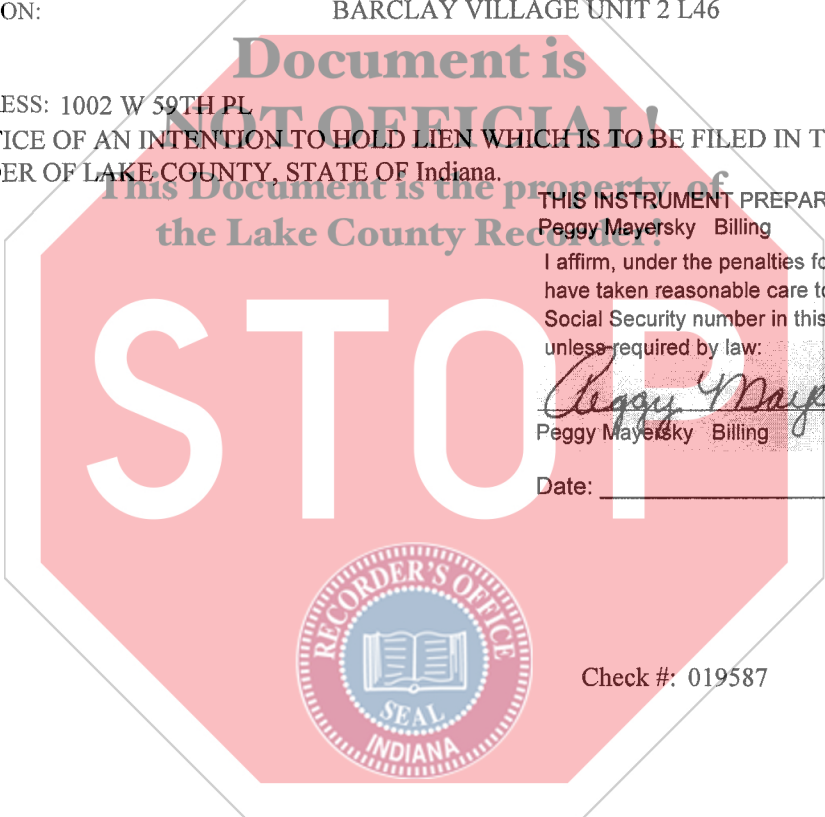 ON: BARCLAY VILLAGE UNIT 2 L46
Document is
ESS: 1002 W 59TH PL
NOT OFFICIAL!
TICE OF AN INTENTION TO HOLD LIEN WHICH IS TO BE FILED IN T
ER OF LAKE COUNTY, STATE OF Indiana.
This Document is the property of
THIS INSTRUMENT PREPAR
Peggy Mayersky Billing
the Lake County Recorder!
I affirm, under the penalties fo
have taken reasonable care to
Social Security number in this
unless required by law:
STOP
Peggy Maye
Peggy Mayersky Billing
Date:
RECORDER'S OFFICE
SEAL
INDIANA
Check #: 019587